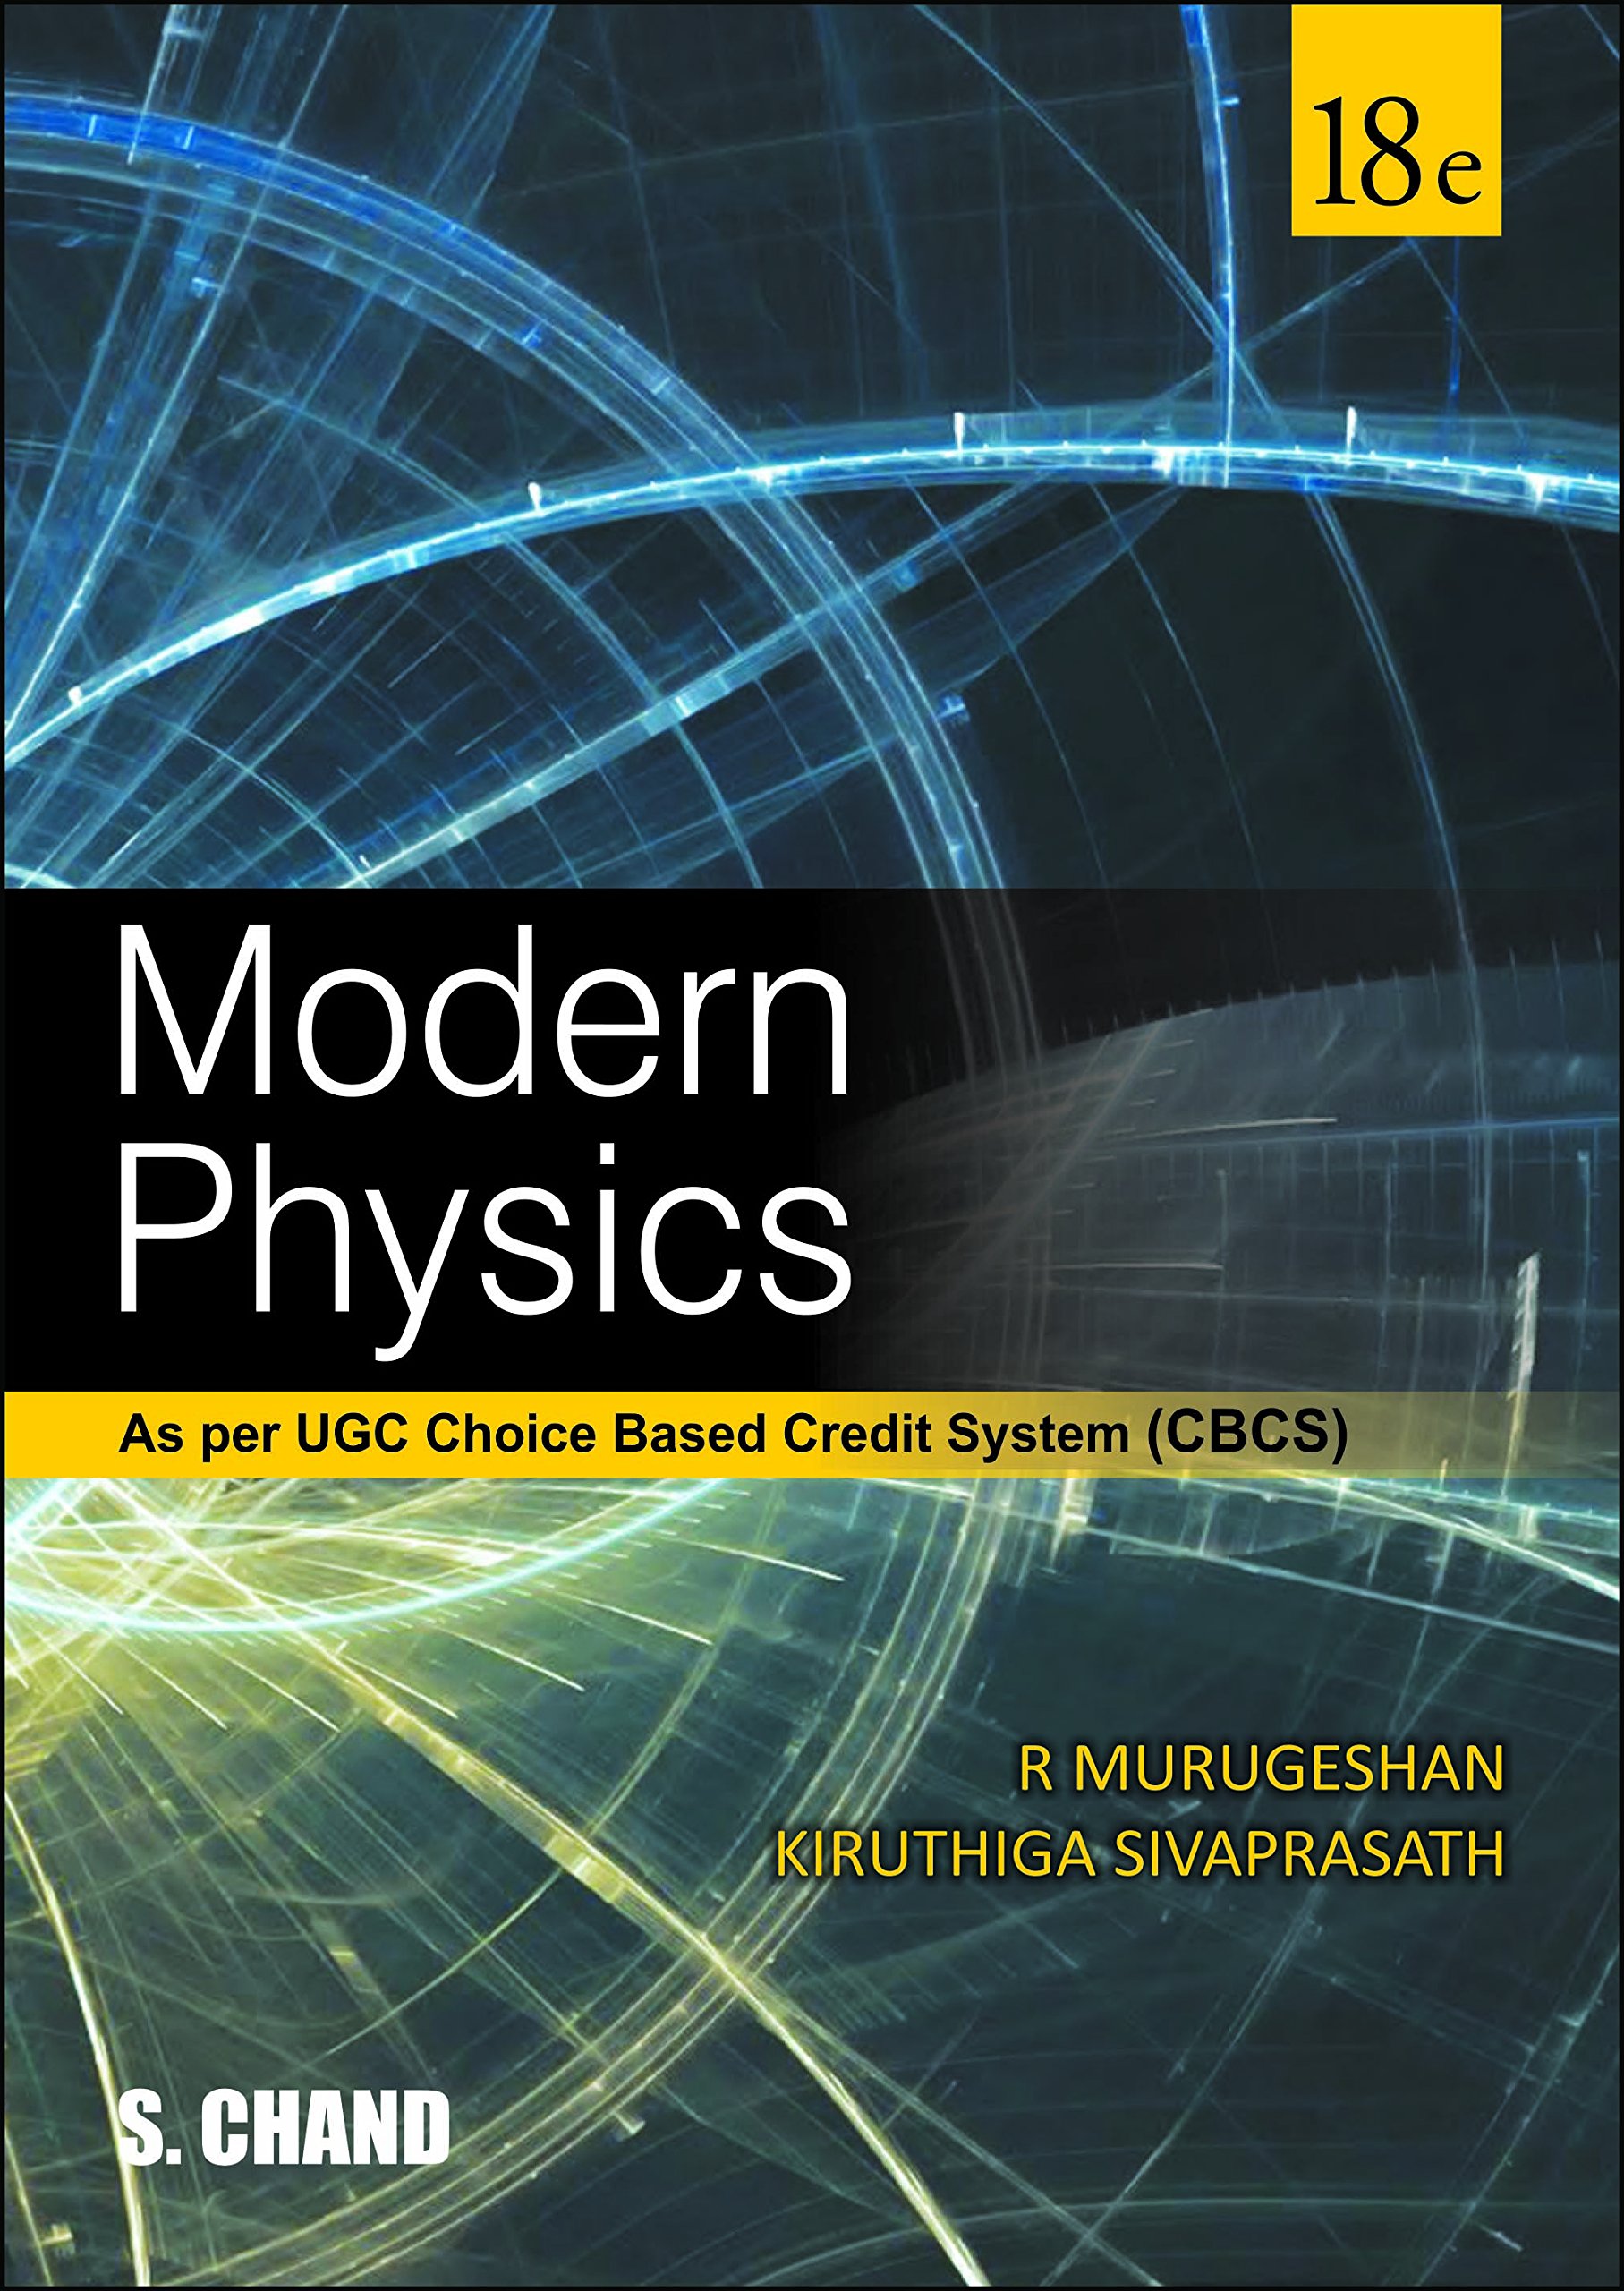 18e
Modern
Physics
As per UGC Choice Based Credit System (CBCS)
R MURUGESHAN
KIRUTHIGA SIVAPRASATH
S. CHAND